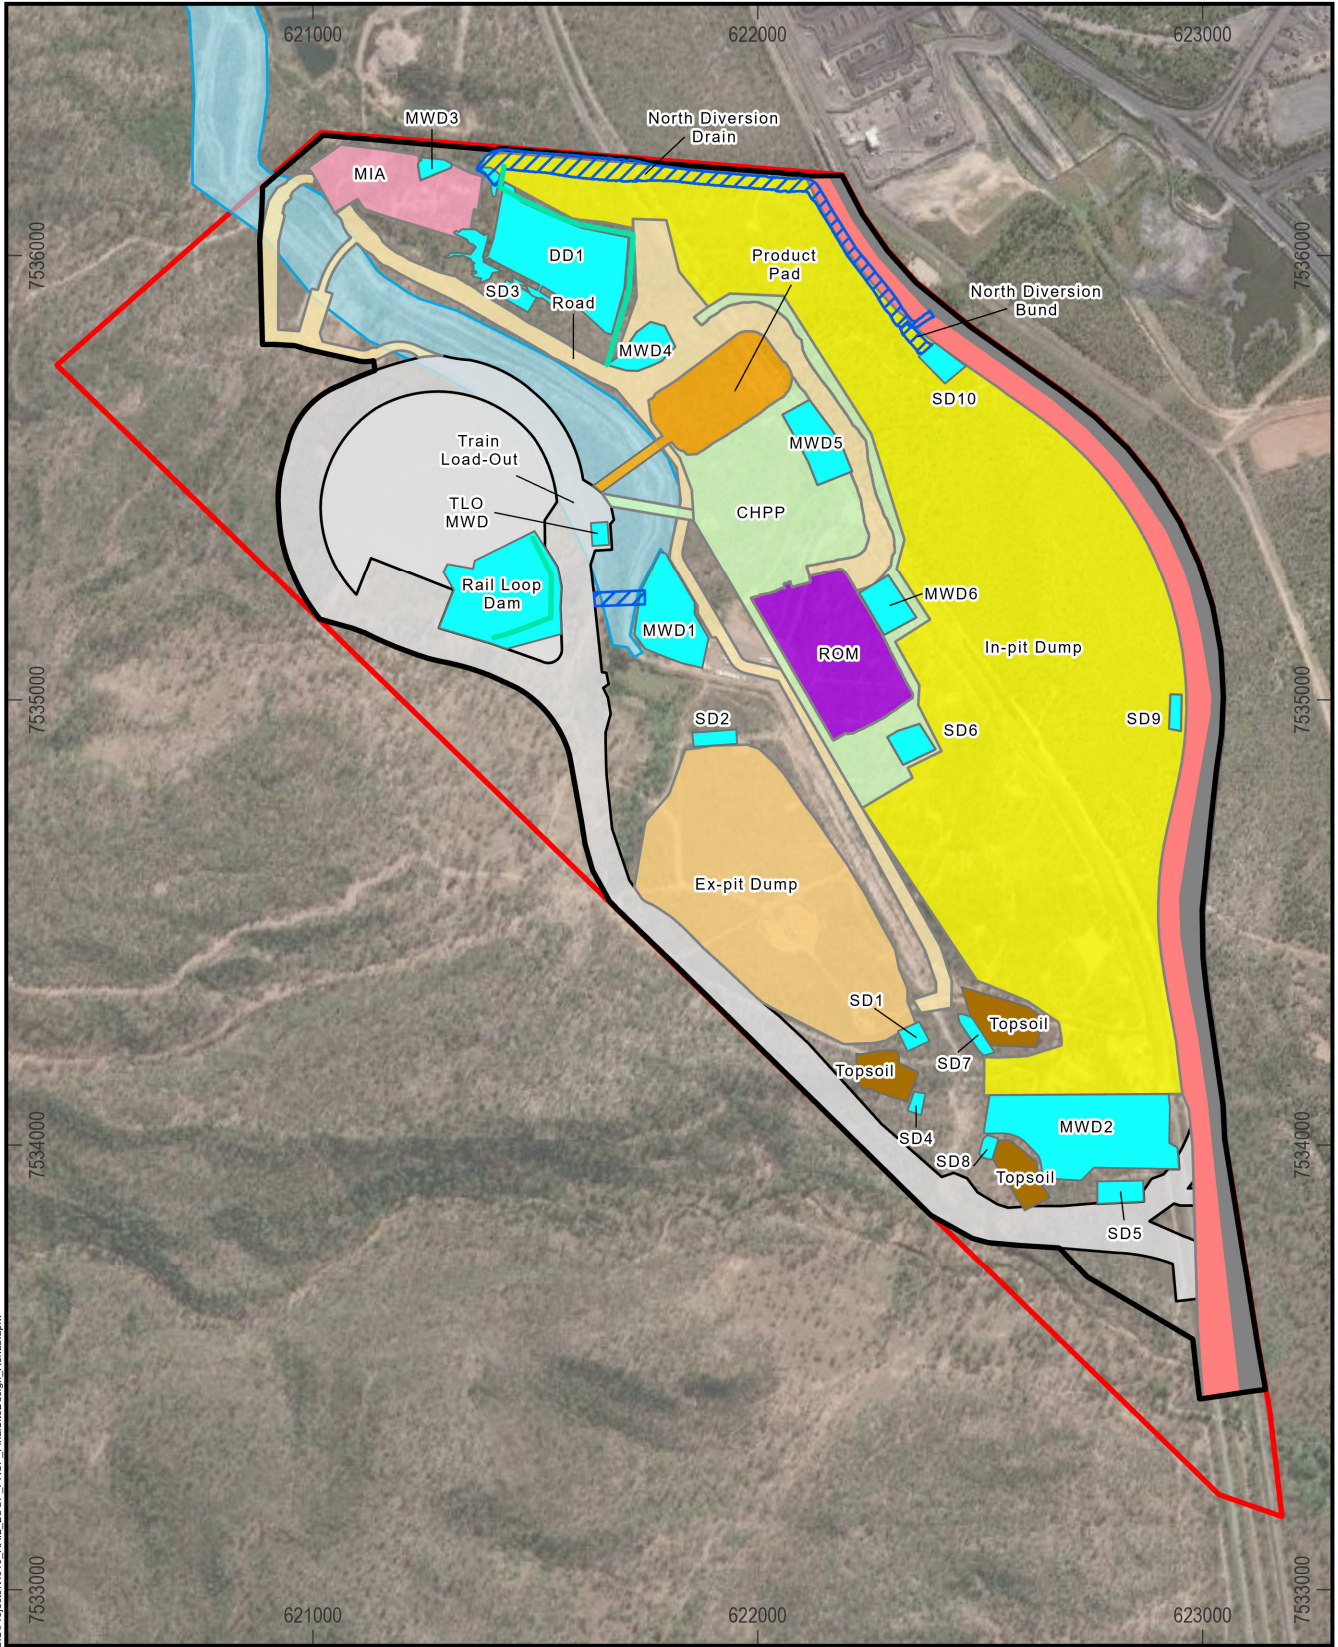 621000
622000
623000
MWD3
North Diversion
Drain
MIA
7536000
7536000
DD1
Product
Pad
SD3
Road
North Diversion
Bund
MWD4
SD10
Train
Load-Out
MWD5
TLO
MWD
CHPP
Rail Loop
Dam
MWD6
MWD1
ROM
In-pit Dump
7535000
7535000
SD2
SD9
SD6
Ex-pit Dump
SD1
Topsoil
SD7
Topsoil
MWD2
SD4
7534000
7534000
SD8
Topsoil
SD5
7533000
7533000
621000
622000
623000